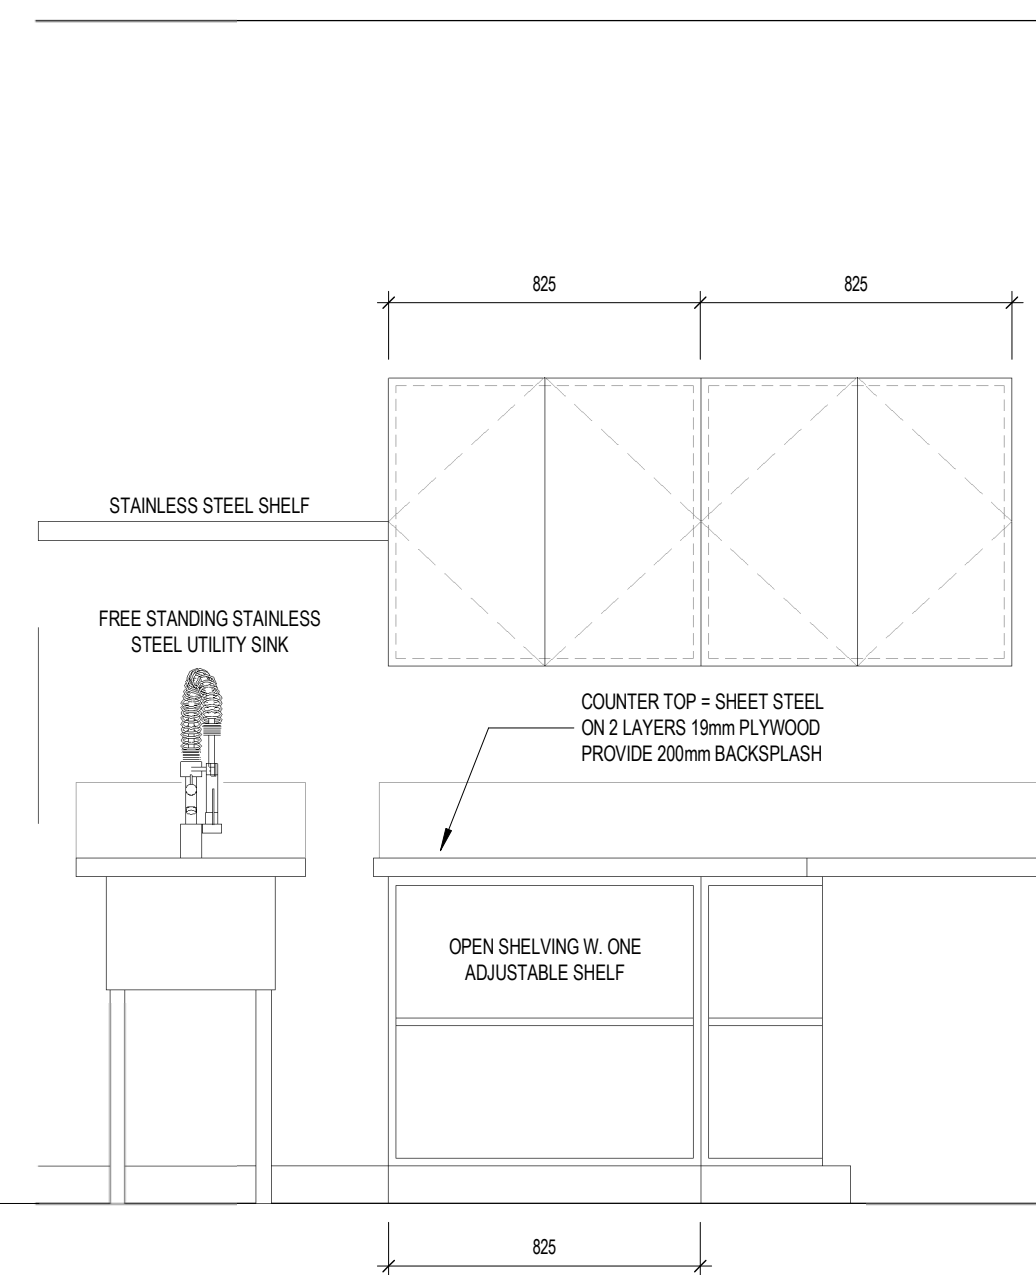 825
825
STAINLESS STEEL SHELF
FREE STANDING STAINLESS
STEEL UTILITY SINK
COUNTER TOP = SHEET STEEL
ON 2 LAYERS 19mm PLYWOOD
PROVIDE 200mm BACKSPLASH
OPEN SHELVING W. ONE
ADJUSTABLE SHELF
825